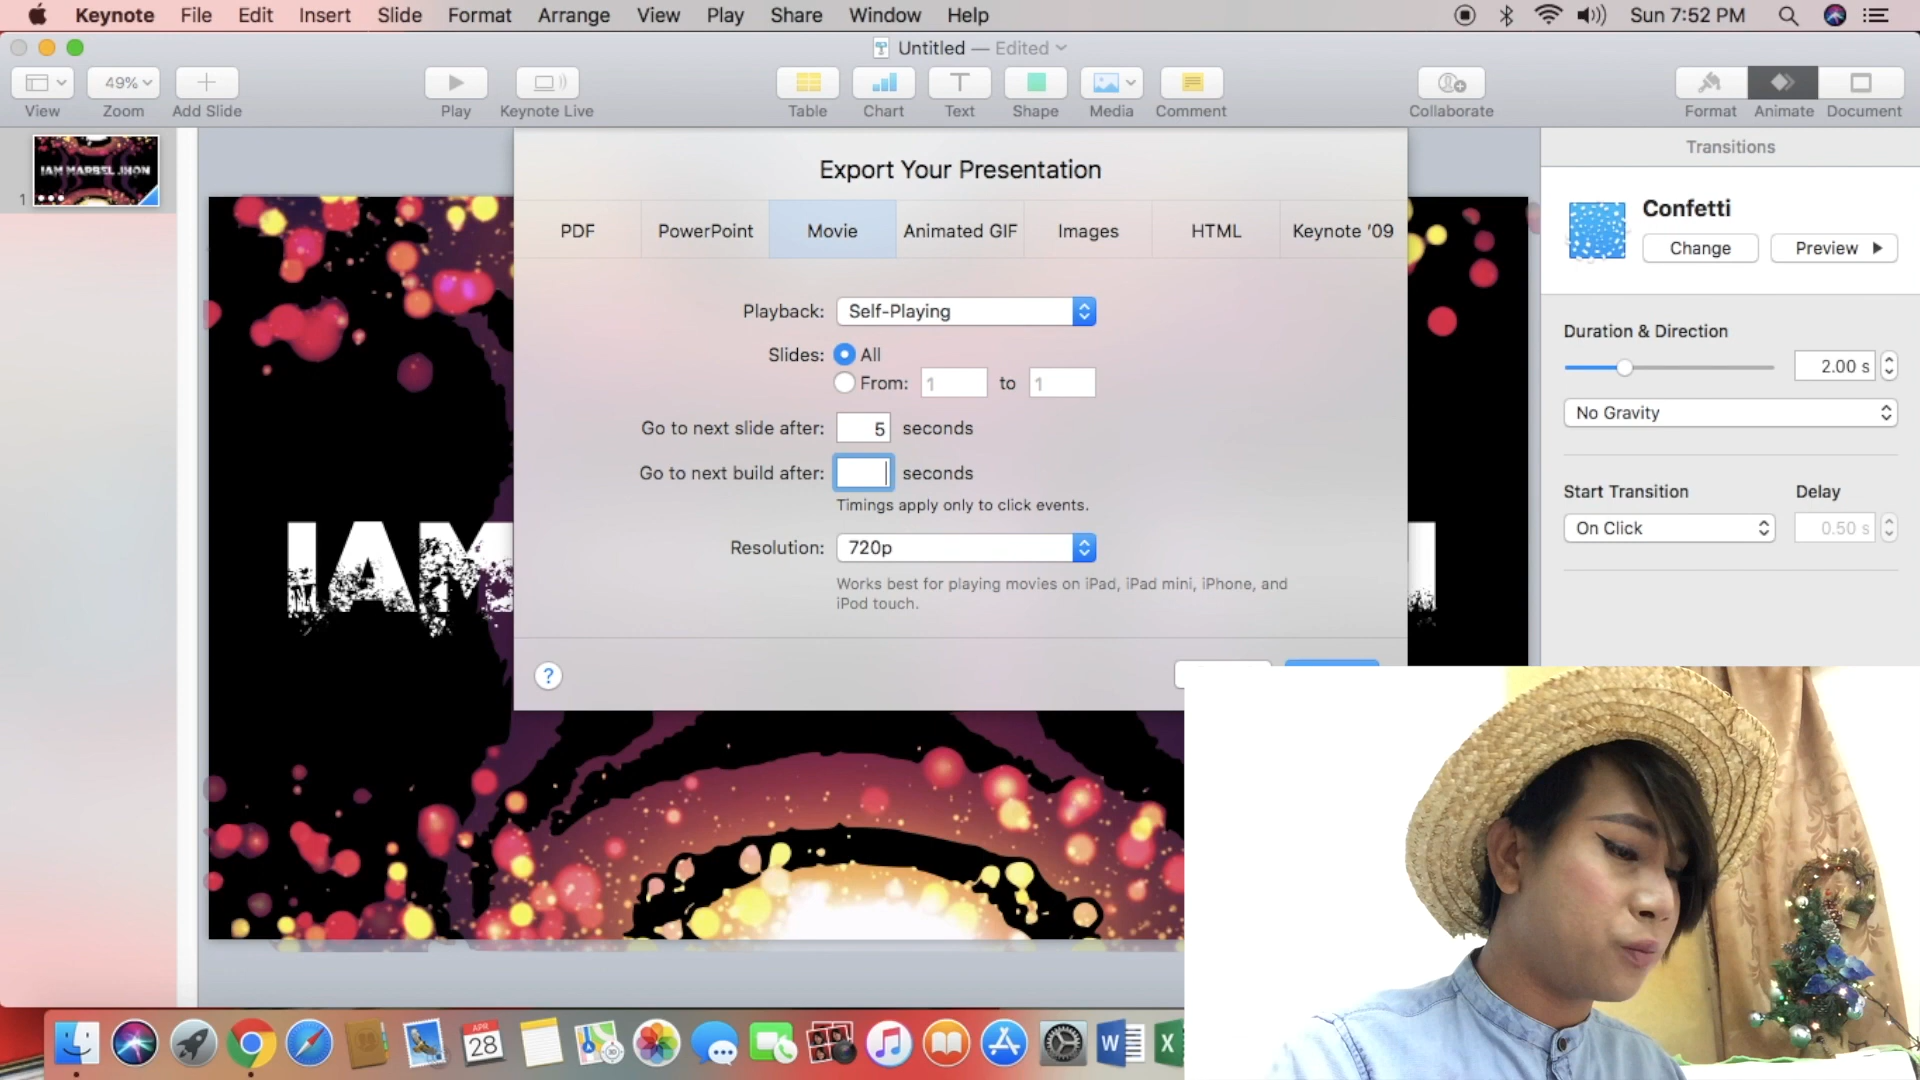 Keynote File Edit Insert Slide Format Arrange View Play Share Window Help Sun 7:52 PM
Untitled — Edited
49%
View Zoom Add Slide Play Keynote Live Table Chart Text Shape Media Comment Collaborate Format Animate Document
IAM MARBEL JHON
1
Export Your Presentation
PDF PowerPoint Movie Animated GIF Images HTML Keynote '09
Playback: Self-Playing
Slides: All
From: 1 to 1
Go to next slide after: 5 seconds
Go to next build after: seconds
Timings apply only to click events.
Resolution: 720p
Works best for playing movies on iPad, iPad mini, iPhone, and
iPod touch.
?
IAM
Transitions
Confetti
Change Preview
Duration & Direction
2.00 s
No Gravity
Start Transition Delay
On Click 0.50 s
APR
28
W
X